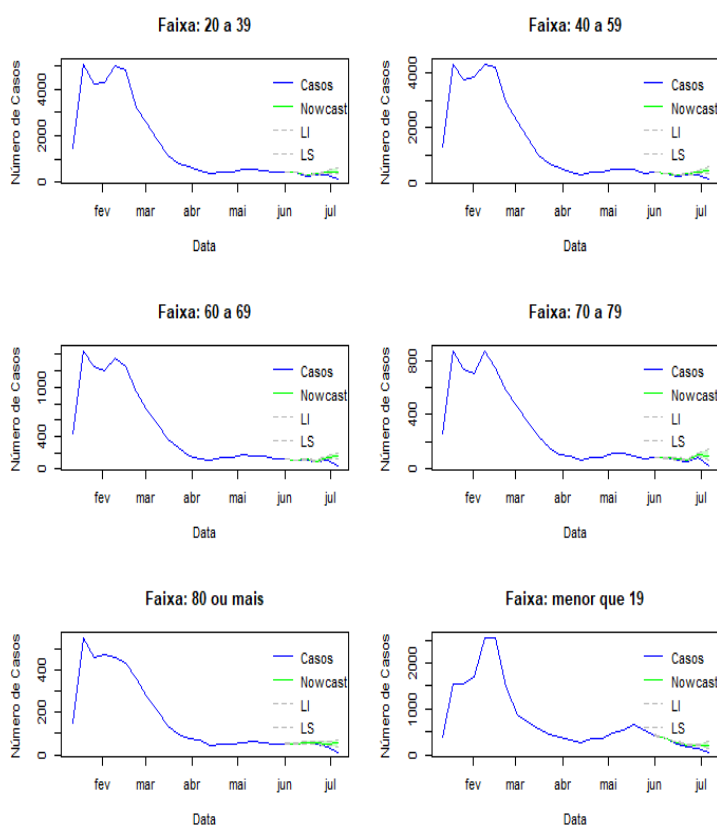 Faixa: 20 a 39
Número de Casos
0 2000 4000
Casos
Nowcast
LI
LS
fev mar abr mai jun jul
Data
Faixa: 40 a 59
Número de Casos
0 2000 4000
Casos
Nowcast
LI
LS
fev mar abr mai jun jul
Data
Faixa: 60 a 69
Número de Casos
0 400 1000
Casos
Nowcast
LI
LS
fev mar abr mai jun jul
Data
Faixa: 70 a 79
Número de Casos
0 400 800
Casos
Nowcast
LI
LS
fev mar abr mai jun jul
Data
Faixa: 80 ou mais
Número de Casos
0 200 400
Casos
Nowcast
LI
LS
fev mar abr mai jun jul
Data
Faixa: menor que 19
Número de Casos
0 1000 2000
Casos
Nowcast
LI
LS
fev mar abr mai jun jul
Data